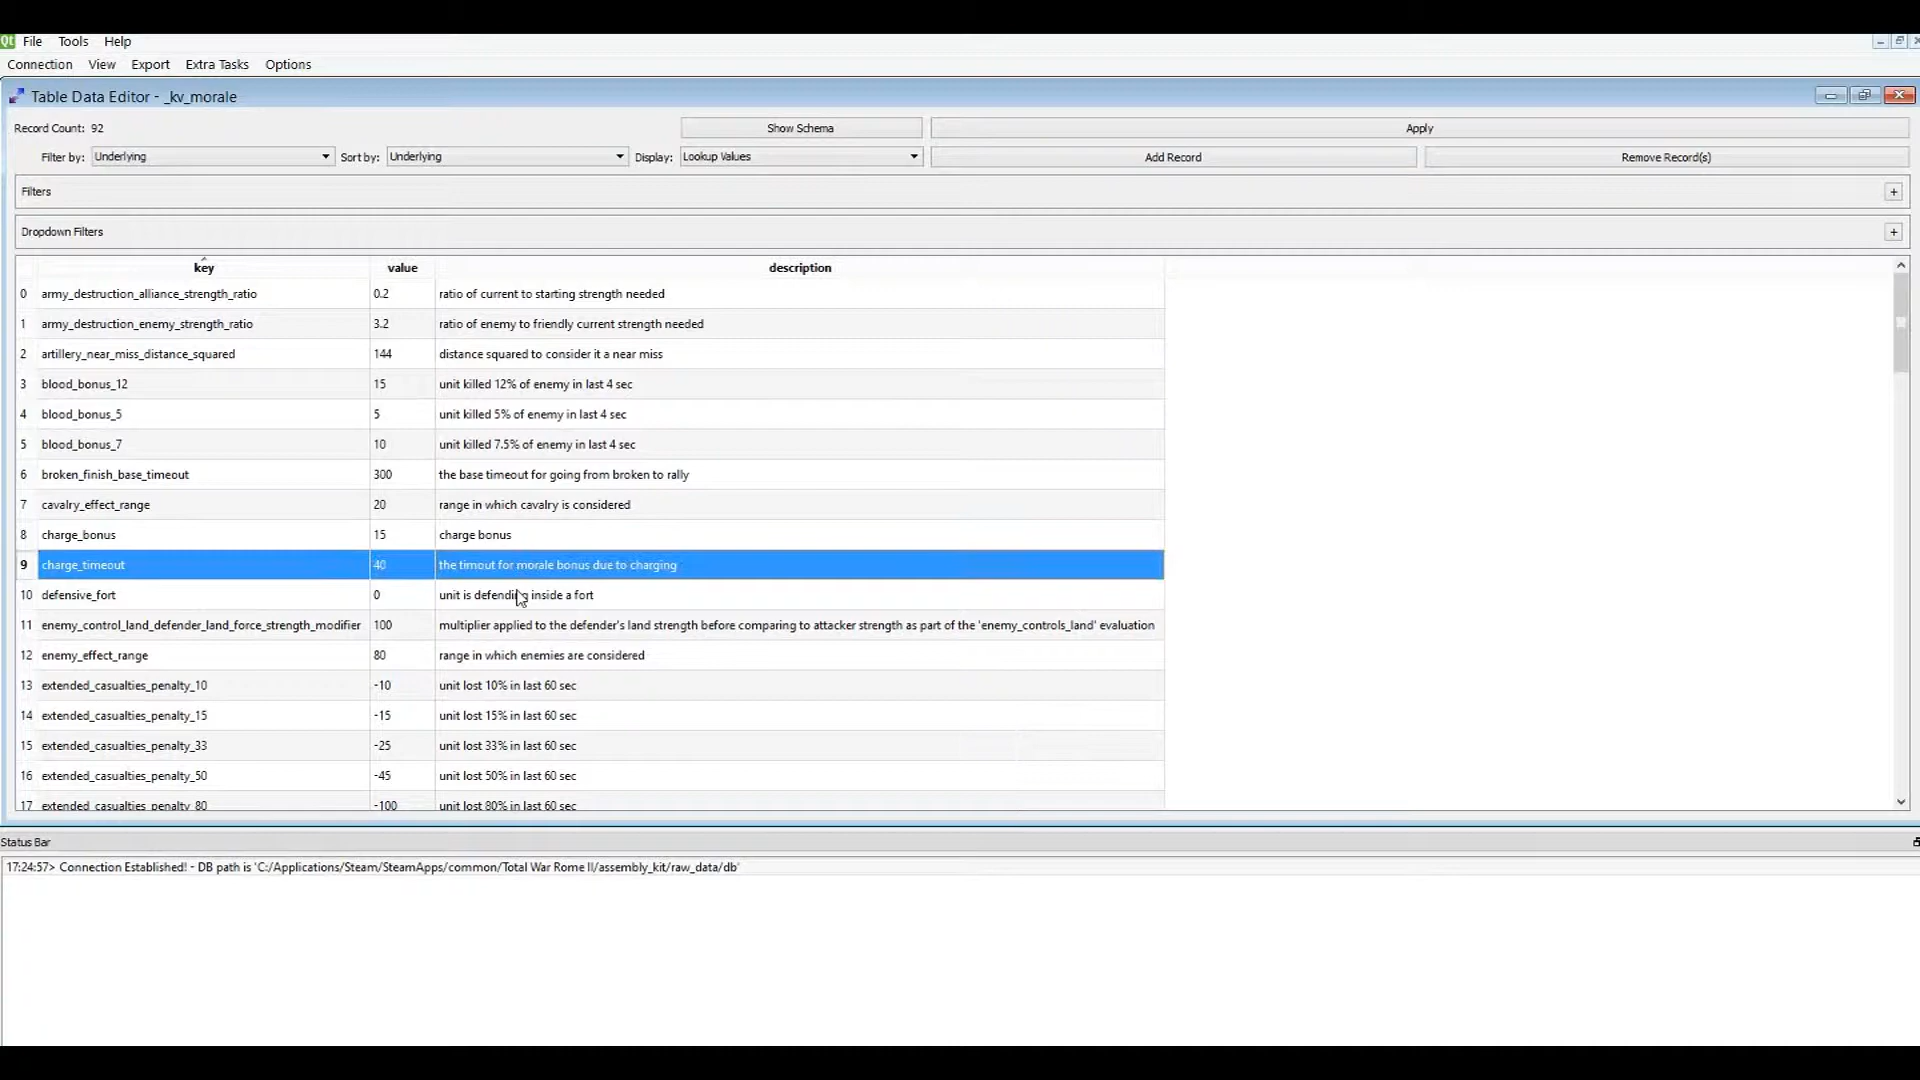 Qt File Tools Help
Connection View Export Extra Tasks Options
Table Data Editor - _kv_morale
Record Count: 92 Show Schema Apply
Filter by: Underlying Sort by: Underlying Display: Lookup Values Add Record Remove Record(s)
Filters +
Dropdown Filters +
key value description
0 army_destruction_alliance_strength_ratio 0.2 ratio of current to starting strength needed
1 army_destruction_enemy_strength_ratio 3.2 ratio of enemy to friendly current strength needed
2 artillery_near_miss_distance_squared 144 distance squared to consider it a near miss
3 blood_bonus_12 15 unit killed 12% of enemy in last 4 sec
4 blood_bonus_5 5 unit killed 5% of enemy in last 4 sec
5 blood_bonus_7 10 unit killed 7.5% of enemy in last 4 sec
6 broken_finish_base_timeout 300 the base timeout for going from broken to rally
7 cavalry_effect_range 20 range in which cavalry is considered
8 charge_bonus 15 charge bonus
9 charge_timeout 40 the timout for morale bonus due to charging
10 defensive_fort 0 unit is defending inside a fort
11 enemy_control_land_defender_land_force_strength_modifier 100 multiplier applied to the defender's land strength before comparing to attacker strength as part of the 'enemy_controls_land' evaluation
12 enemy_effect_range 80 range in which enemies are considered
13 extended_casualties_penalty_10 -10 unit lost 10% in last 60 sec
14 extended_casualties_penalty_15 -15 unit lost 15% in last 60 sec
15 extended_casualties_penalty_33 -25 unit lost 33% in last 60 sec
16 extended_casualties_penalty_50 -45 unit lost 50% in last 60 sec
17 extended_casualties_penalty_80 -100 unit lost 80% in last 60 sec
Status Bar
17:24:57> Connection Established! - DB path is 'C:/Applications/Steam/SteamApps/common/Total War Rome II/assembly_kit/raw_data/db'